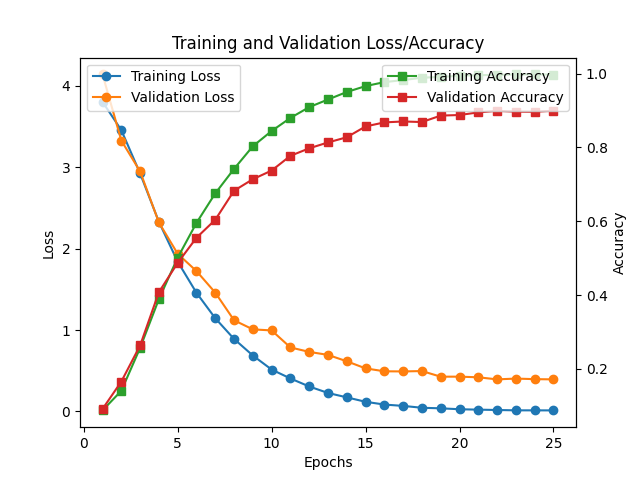 Training and Validation Loss/Accuracy
Training Loss
Validation Loss
Training Accuracy
Validation Accuracy
Loss
4
3
2
1
0
Accuracy
1.0
0.8
0.6
0.4
0.2
0 5 10 15 20 25
Epochs